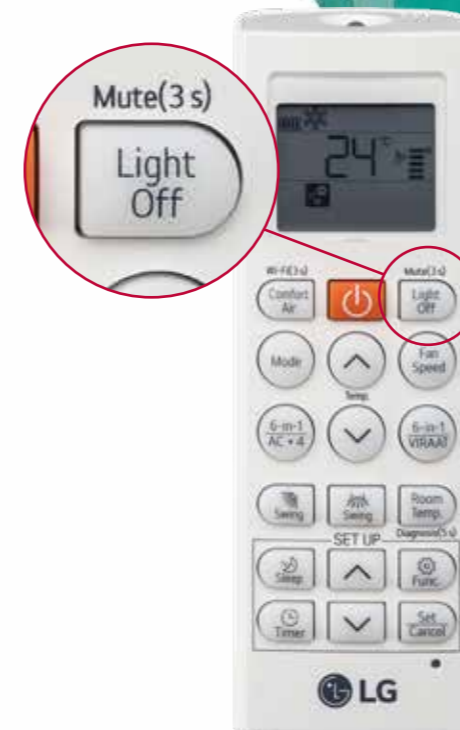 Mute(3 s)
Light
Off
24°c
Wi-Fi(3 s)
Mute(3 s)
Comfort
Air
Light
Off
Mode
Fan
Speed
Temp.
6-in-1
AC + 4
6-in-1
VIRAAT
Swing
Swing
Room
Temp.
SET UP
Diagnosis(5 s)
Sleep
Func.
Timer
Set
Cancel
LG